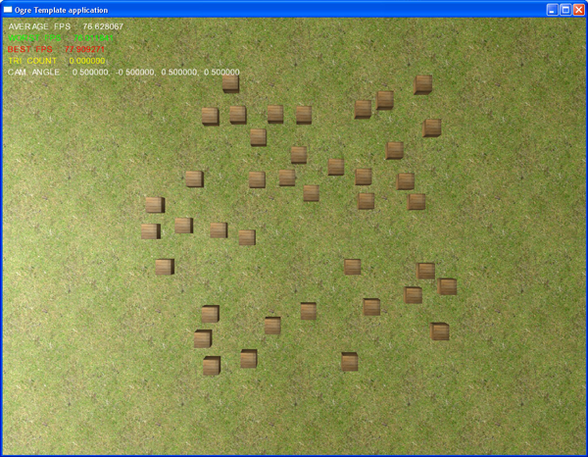 Ogre Template application
AVERAGE FPS : 76.628067
BEST FPS : 77.989271
TRI COUNT : 0.000000
CAM ANGLE : 0.500000, -0.500000, 0.500000, 0.500000